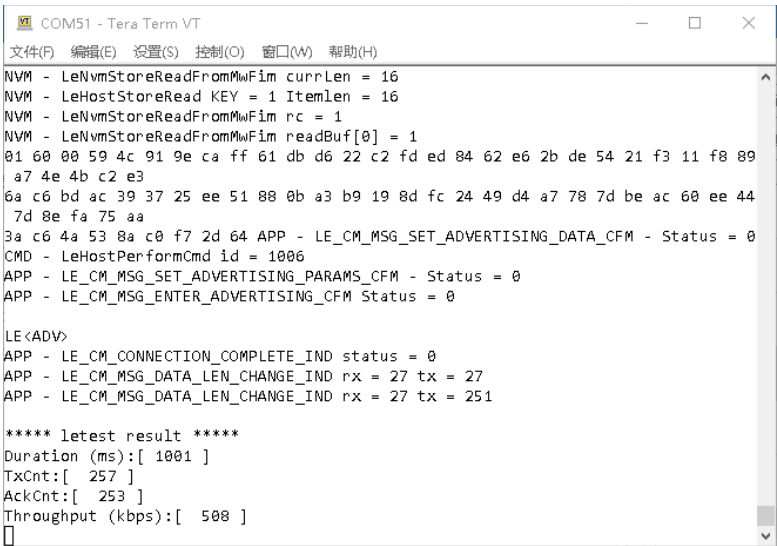 COM51 - Tera Term VT
文件(F) 编辑(E) 设置(S) 控制(O) 窗口(W) 帮助(H)
NVM - LeNvmStoreReadFromMwFim currLen = 16
NVM - LeHostStoreRead KEY = 1 Itemlen = 16
NVM - LeNvmStoreReadFromMwFim rc = 1
NVM - LeNvmStoreReadFromMwFim readBuf[0] = 1
01 60 00 59 4c 91 9e ca ff 61 db d6 22 c2 fd ed 84 62 e6 2b de 54 21 f3 11 f8 89
a7 4e 4b c2 e3
6a c6 bd ac 39 37 25 ee 51 88 0b a3 b9 19 8d fc 24 49 d4 a7 78 7d be ac 60 ee 44
7d 8e fa 75 aa
3a c6 4a 53 8a c0 f7 2d 64 APP - LE_CM_MSG_SET_ADVERTISING_DATA_CFM - Status = 0
CMD - LeHostPerformCmd id = 1006
APP - LE_CM_MSG_SET_ADVERTISING_PARAMS_CFM - Status = 0
APP - LE_CM_MSG_ENTER_ADVERTISING_CFM Status = 0
LE<ADV>
APP - LE_CM_CONNECTION_COMPLETE_IND status = 0
APP - LE_CM_MSG_DATA_LEN_CHANGE_IND rx = 27 tx = 27
APP - LE_CM_MSG_DATA_LEN_CHANGE_IND rx = 27 tx = 251
***** letest result *****
Duration (ms):[ 1001 ]
TxCnt:[  257 ]
AckCnt:[  253 ]
Throughput (kbps):[  508 ]